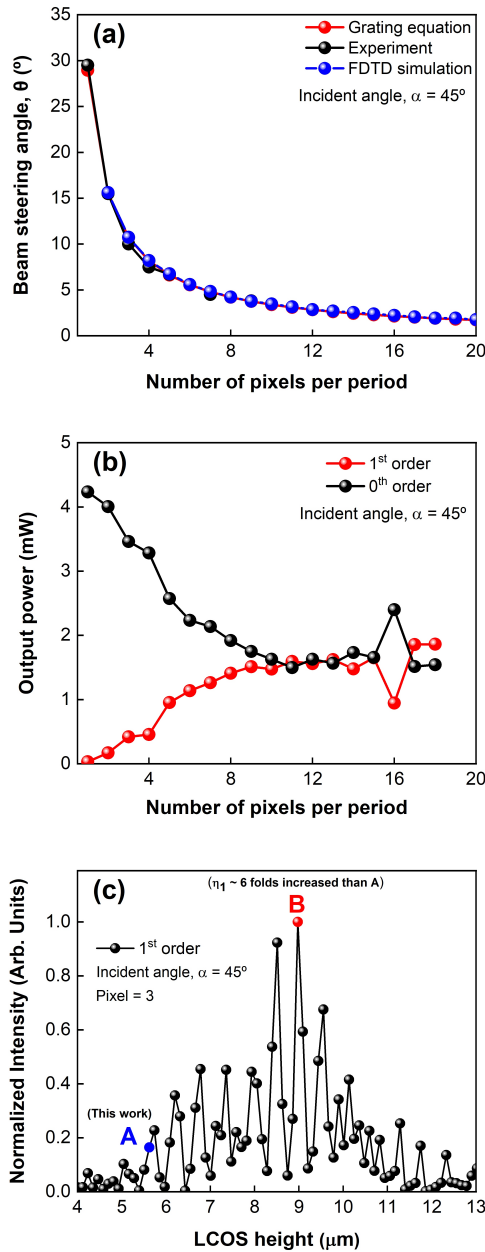 (a)
Grating equation
Experiment
FDTD simulation
Incident angle, α = 45º
Beam steering angle, θ (º)
35
30
25
20
15
10
5
0
4
8
12
16
20
Number of pixels per period
(b)
1st order
0th order
Incident angle, α = 45º
Output power (mW)
5
4
3
2
1
0
4
8
12
16
20
Number of pixels per period
(c)
(η1 ~ 6 folds increased than A)
B
1st order
Incident angle, α = 45º
Pixel = 3
(This work)
A
Normalized Intensity (Arb. Units)
1.0
0.8
0.6
0.4
0.2
0.0
4
5
6
7
8
9
10
11
12
13
LCOS height (μm)